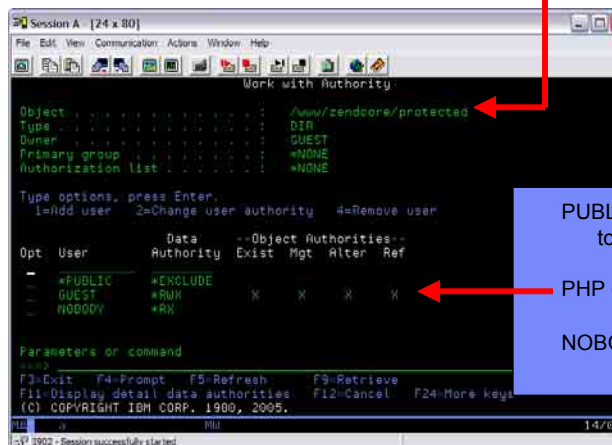 Session A - [24 x 80]
File Edit View Communication Actions Window Help
Work with Authority
Object . . . . . . . . . . . . : /www/zendcore/protected
Type . . . . . . . . . . . . . : DIR
Owner . . . . . . . . . . . . : GUEST
Primary group . . . . . . . . : *NONE
Authorization list . . . . . . : *NONE
Type options, press Enter.
1=Add user 2=Change user authority 4=Remove user
Data --Object Authorities--
Opt User Authority Exist Mgt Alter Ref
*PUBLIC *EXCLUDE
GUEST *RWX X X X X
NOBODY *RX
Parameters or command
===>
F3=Exit F4=Prompt F5=Refresh F9=Retrieve
F11=Display detail data authorities F12=Cancel F24=More keys
(C) COPYRIGHT IBM CORP. 1980, 2005.
a
I902 - Session successfully started
PUBL
to
PHP
NOBO